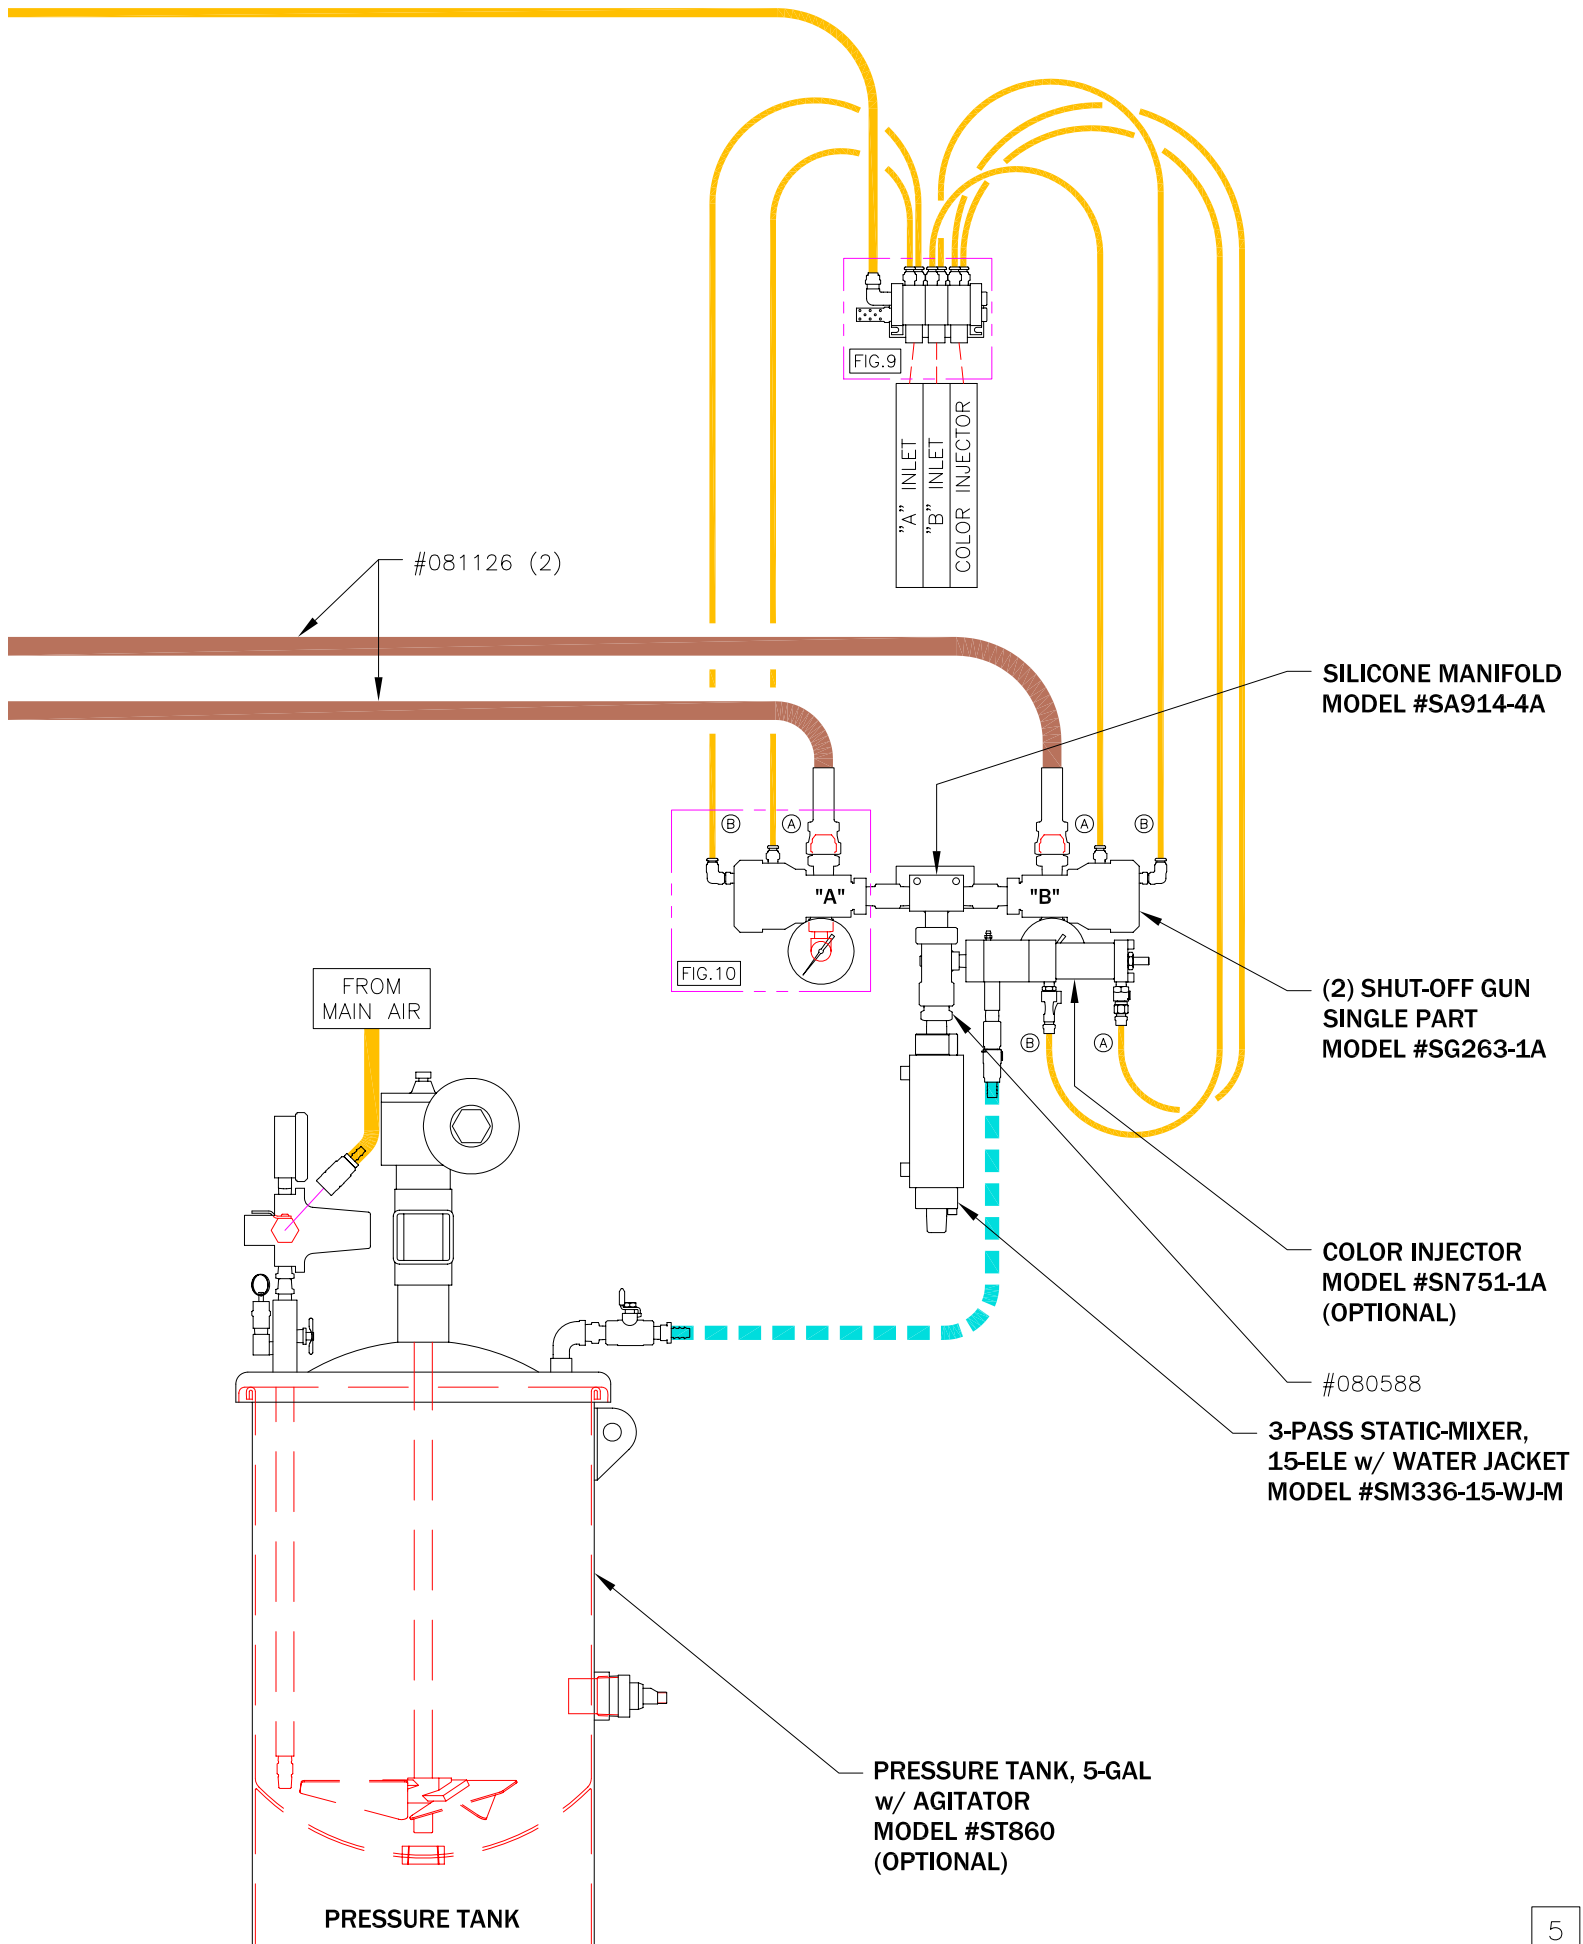 FIG.9
"A" INLET
"B" INLET
COLOR INJECTOR
#081126 (2)
SILICONE MANIFOLD
MODEL #SA914-4A
B
A
A
B
"A"
"B"
FIG.10
FROM
MAIN AIR
(2) SHUT-OFF GUN
SINGLE PART
MODEL #SG263-1A
B
A
COLOR INJECTOR
MODEL #SN751-1A
(OPTIONAL)
#080588
3-PASS STATIC-MIXER,
15-ELE w/ WATER JACKET
MODEL #SM336-15-WJ-M
PRESSURE TANK, 5-GAL
w/ AGITATOR
MODEL #ST860
(OPTIONAL)
PRESSURE TANK
5